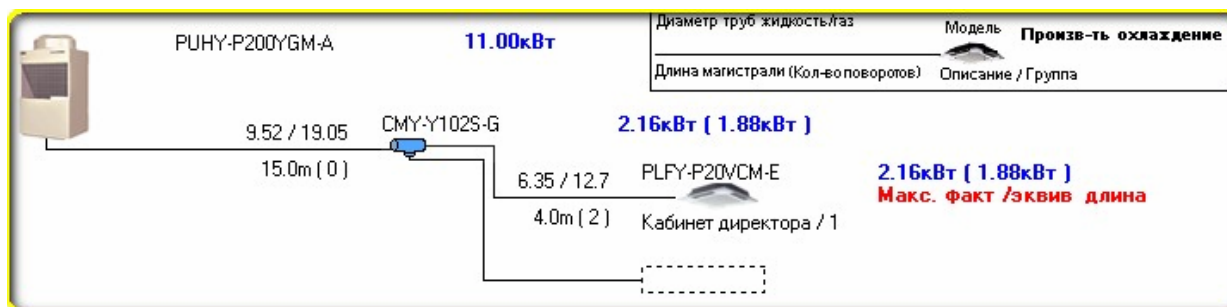 Диаметр труб жидкость/газ
Модель Произв-ть охлаждение
Длина магистрали (Кол-во поворотов) Описание / Группа
PUHY-P200YGM-A 11.00кВт
9.52 / 19.05 CMY-Y102S-G 2.16кВт ( 1.88кВт )
15.0m ( 0 )
6.35 / 12.7 PLFY-P20VCM-E 2.16кВт ( 1.88кВт )
Макс. факт /эквив длина
4.0m ( 2 ) Кабинет директора / 1